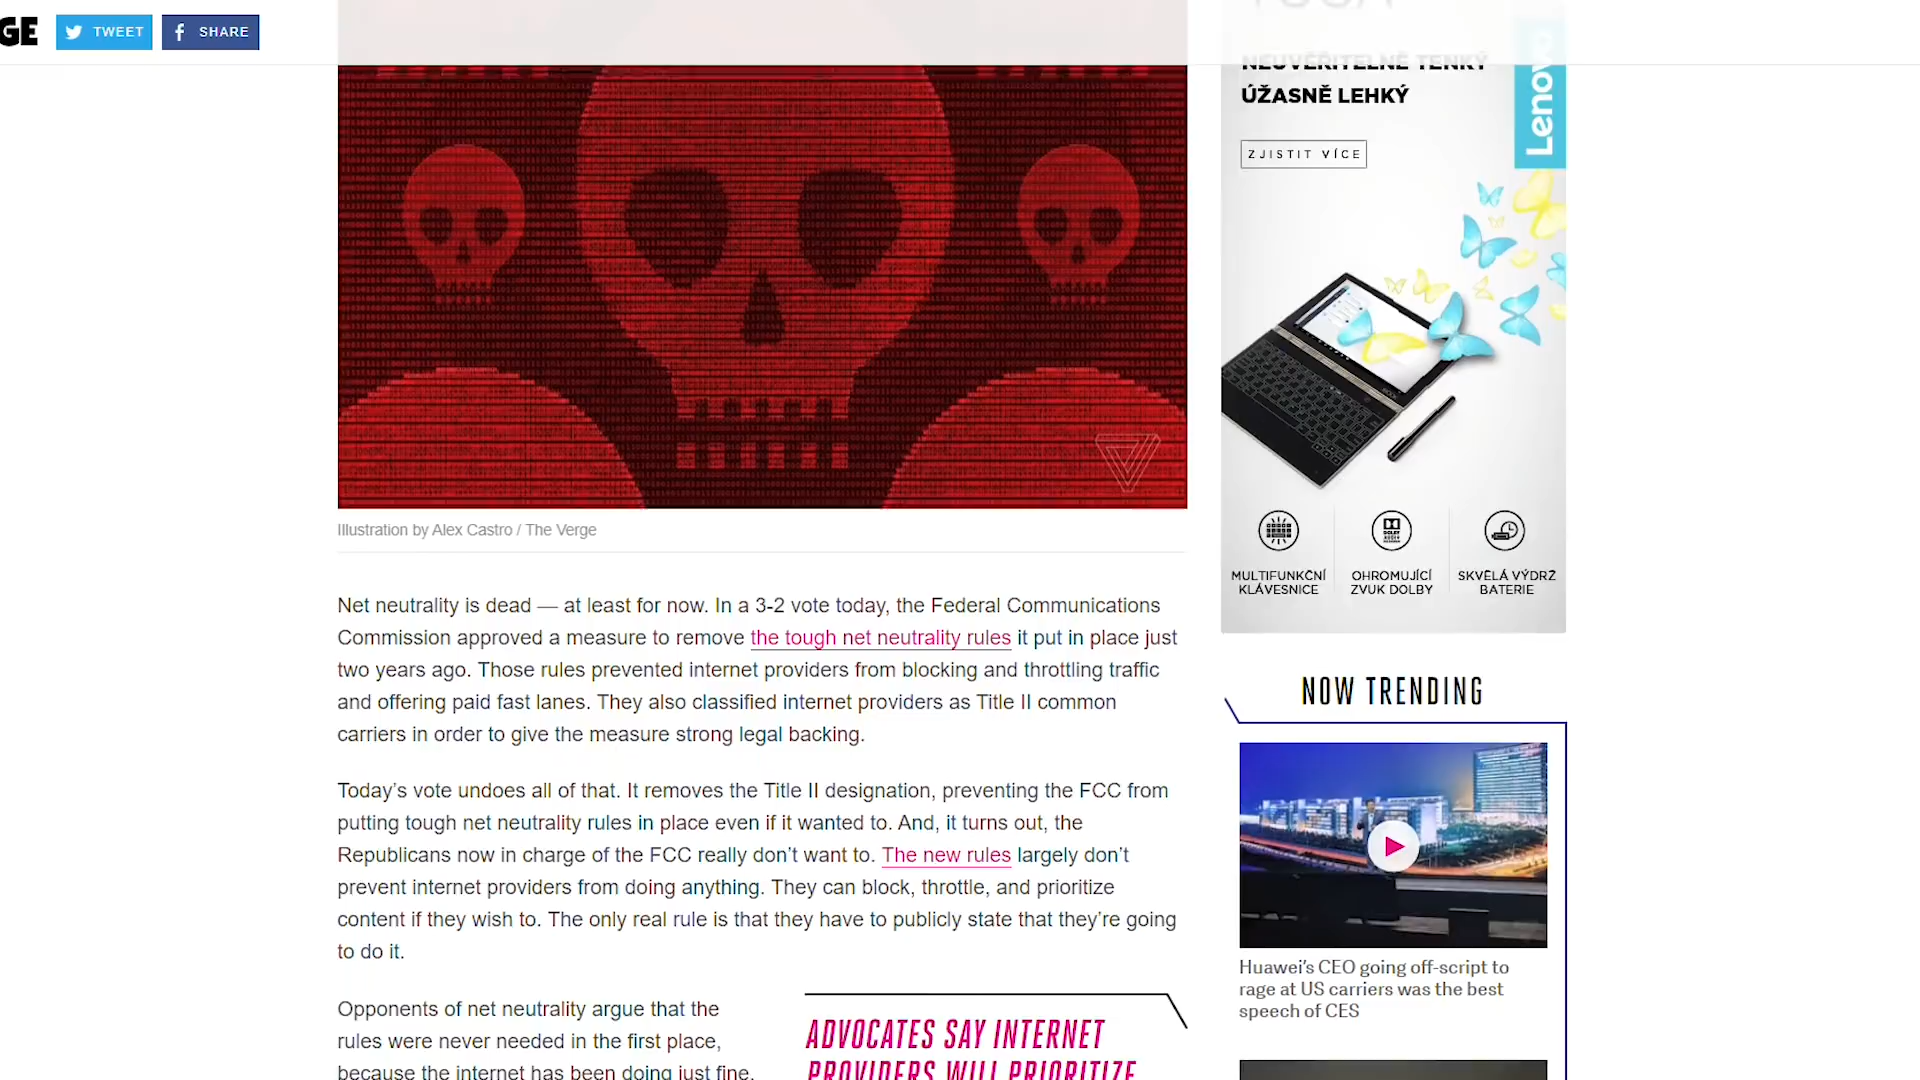 GE
TWEET
SHARE
NEUVĚŘITELNĚ TENKÝ
ÚŽASNĚ LEHKÝ
Lenovo
ZJISTIT VÍCE
MULTIFUNKČNÍ
KLÁVESNICE
OHROMUJÍCÍ
ZVUK DOLBY
SKVĚLÁ VÝDRŽ
BATERIE
Illustration by Alex Castro / The Verge
Net neutrality is dead — at least for now. In a 3-2 vote today, the Federal Communications
Commission approved a measure to remove the tough net neutrality rules it put in place just
two years ago. Those rules prevented internet providers from blocking and throttling traffic
and offering paid fast lanes. They also classified internet providers as Title II common
carriers in order to give the measure strong legal backing.
Today’s vote undoes all of that. It removes the Title II designation, preventing the FCC from
putting tough net neutrality rules in place even if it wanted to. And, it turns out, the
Republicans now in charge of the FCC really don’t want to. The new rules largely don’t
prevent internet providers from doing anything. They can block, throttle, and prioritize
content if they wish to. The only real rule is that they have to publicly state that they’re going
to do it.
Opponents of net neutrality argue that the
rules were never needed in the first place,
because the internet has been doing just fine.
ADVOCATES SAY INTERNET
PROVIDERS WILL PRIORITIZE
NOW TRENDING
Huawei’s CEO going off-script to
rage at US carriers was the best
speech of CES